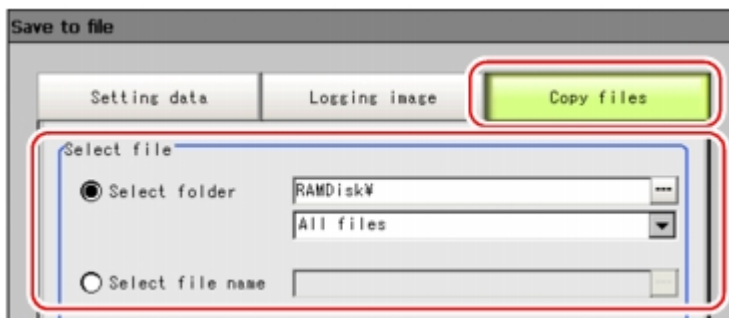 Save to file
Setting data Logging image Copy files
Select file
Select folder RAMDisk¥ ...
All files
Select file name ...